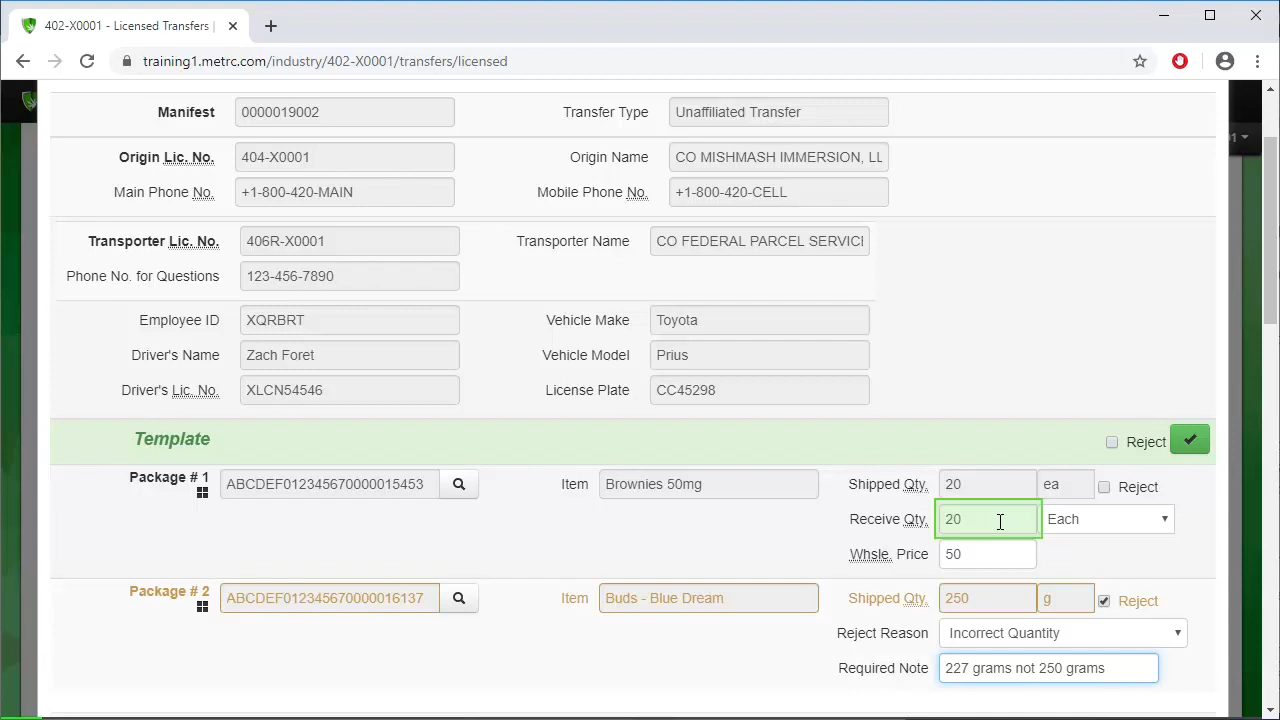 402-X0001 - Licensed Transfers |
training1.metrc.com/industry/402-X0001/transfers/licensed
Manifest 0000019002 Transfer Type Unaffiliated Transfer
Origin Lic. No. 404-X0001 Origin Name CO MISHMASH IMMERSION, LL
Main Phone No. +1-800-420-MAIN Mobile Phone No. +1-800-420-CELL
Transporter Lic. No. 406R-X0001 Transporter Name CO FEDERAL PARCEL SERVICI
Phone No. for Questions 123-456-7890
Employee ID XQRBRT Vehicle Make Toyota
Driver's Name Zach Foret Vehicle Model Prius
Driver's Lic. No. XLCN54546 License Plate CC45298
Template Reject
Package # 1 ABCDEF012345670000015453 Item Brownies 50mg Shipped Qty. 20 ea Reject
Receive Qty. 20 Each
Whsle. Price 50
Package # 2 ABCDEF012345670000016137 Item Buds - Blue Dream Shipped Qty. 250 g Reject
Reject Reason Incorrect Quantity
Required Note 227 grams not 250 grams